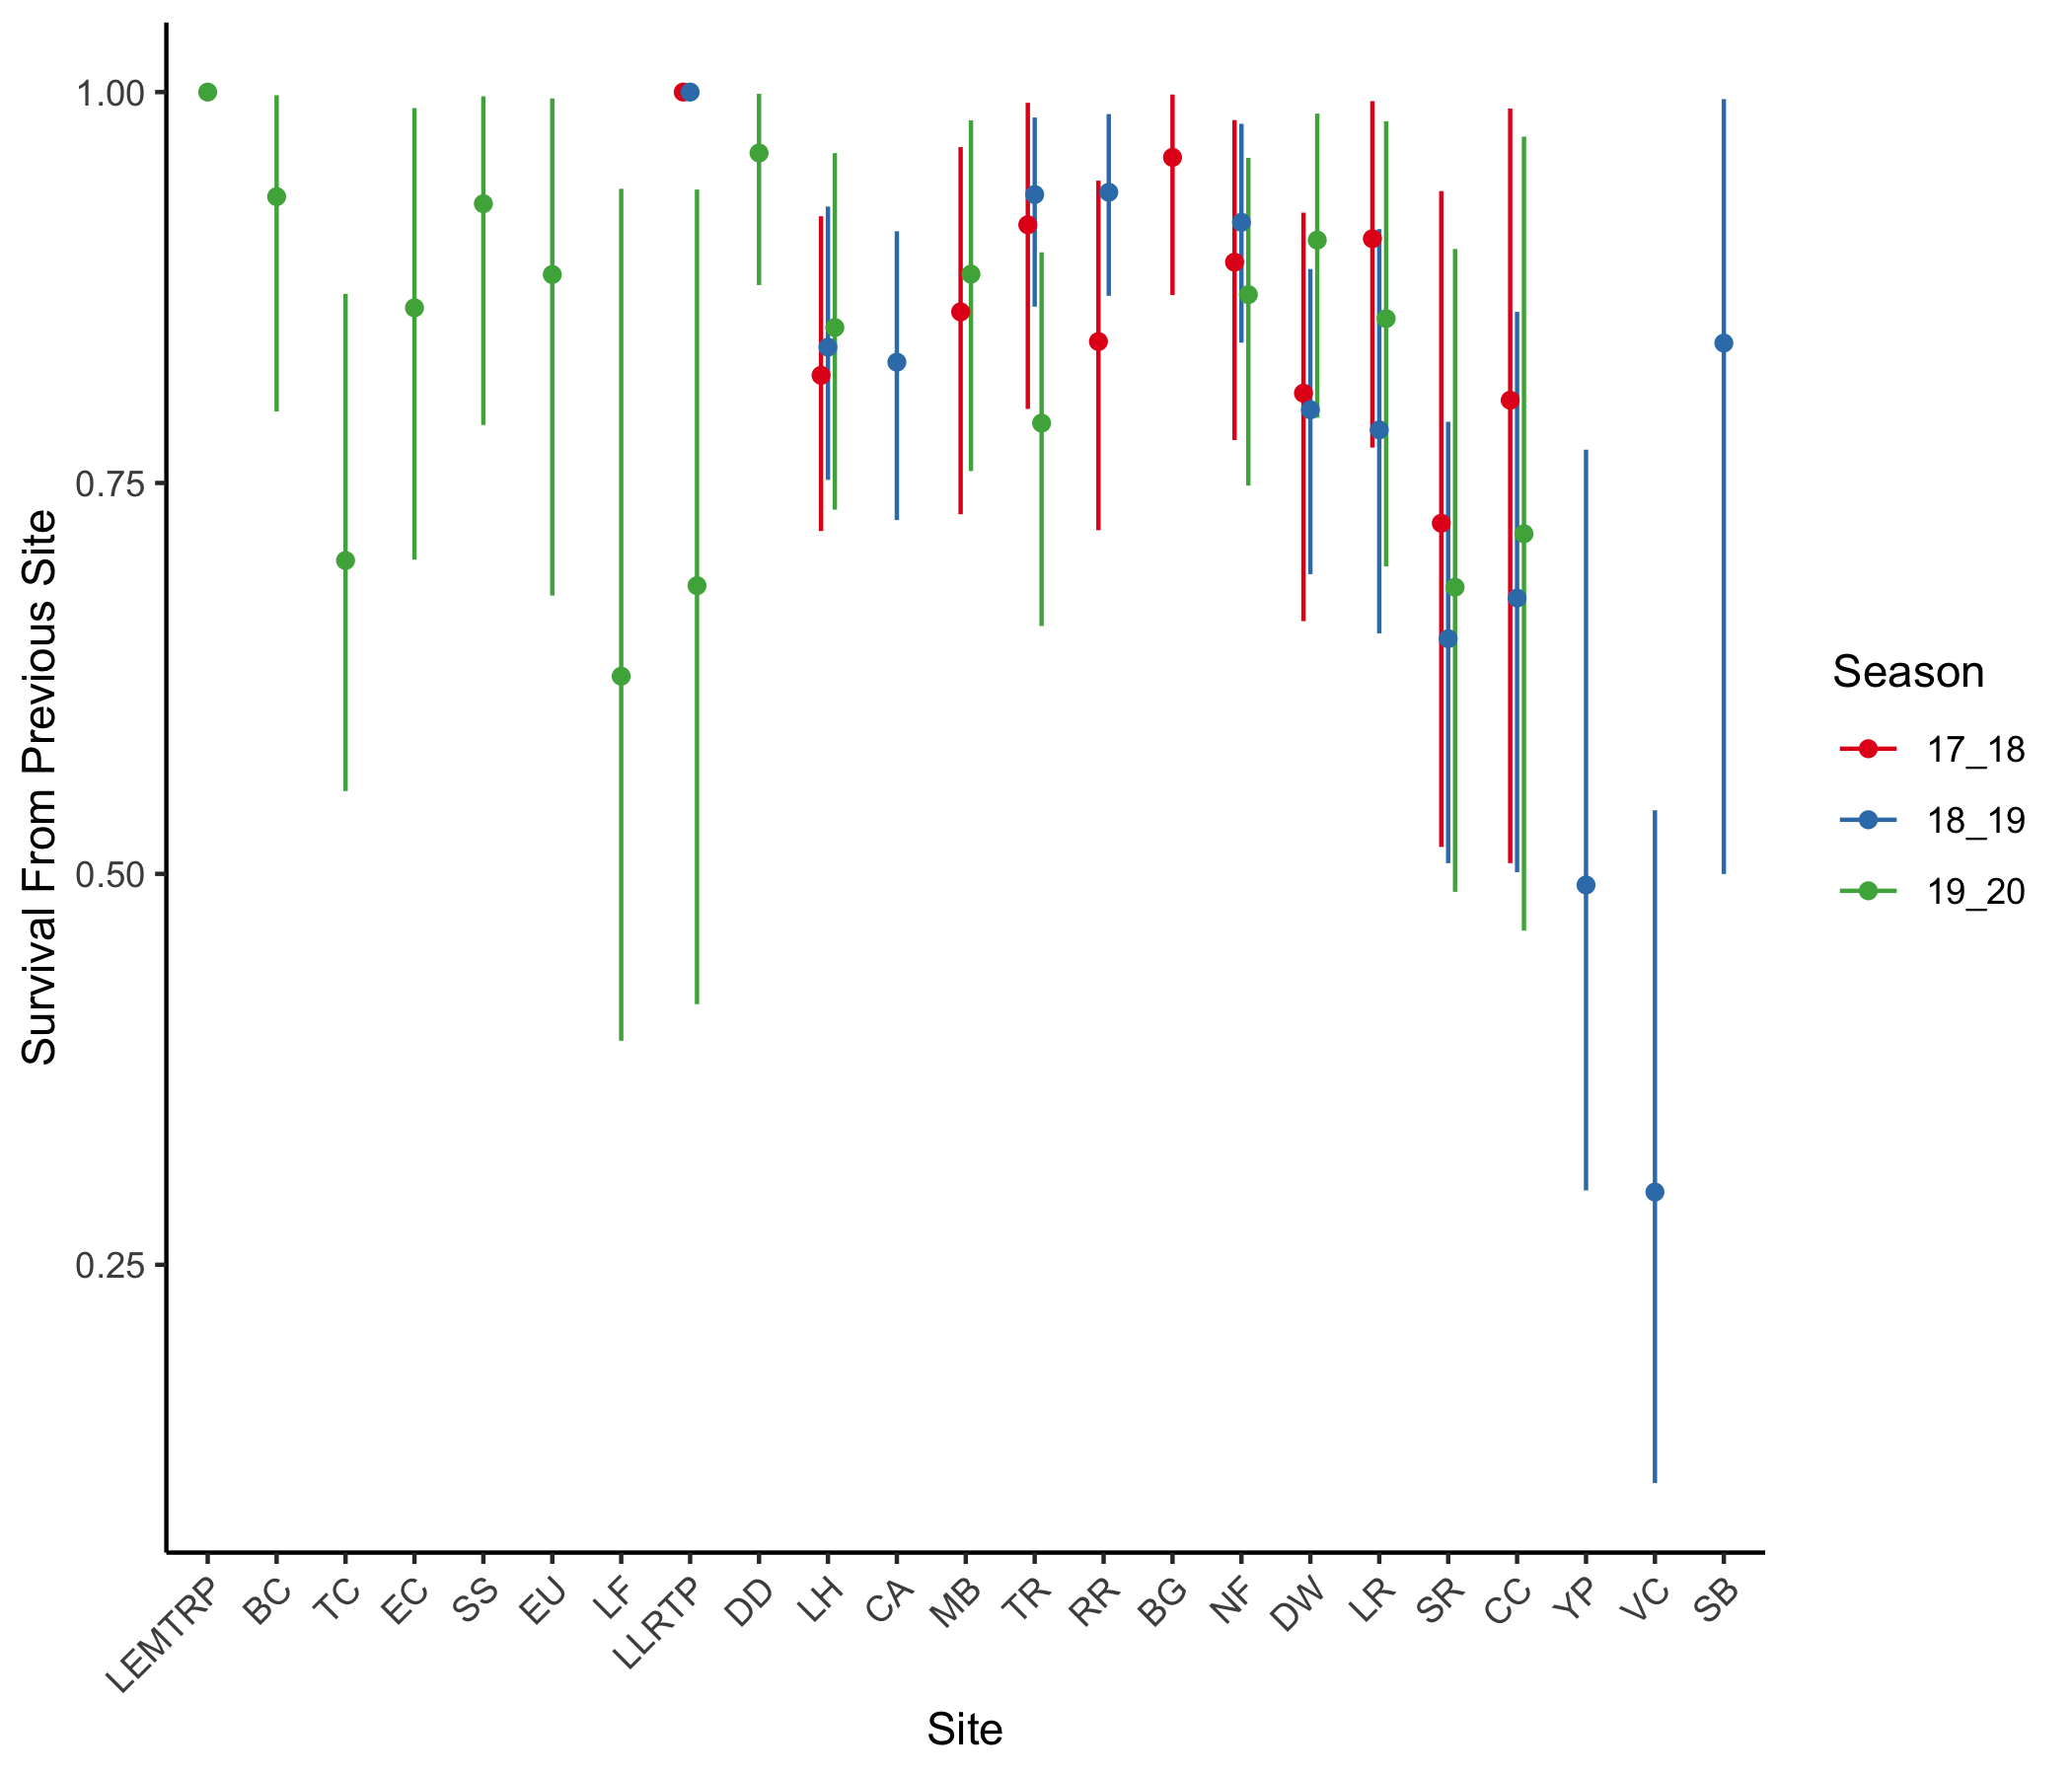 Survival From Previous Site
1.00
0.75
0.50
0.25
LEMTRP
BC
TC
EC
SS
EU
LF
LLRTP
DD
LH
CA
MB
TR
RR
BG
NF
DW
LR
SR
CC
YP
VC
SB
Site
Season
17_18
18_19
19_20